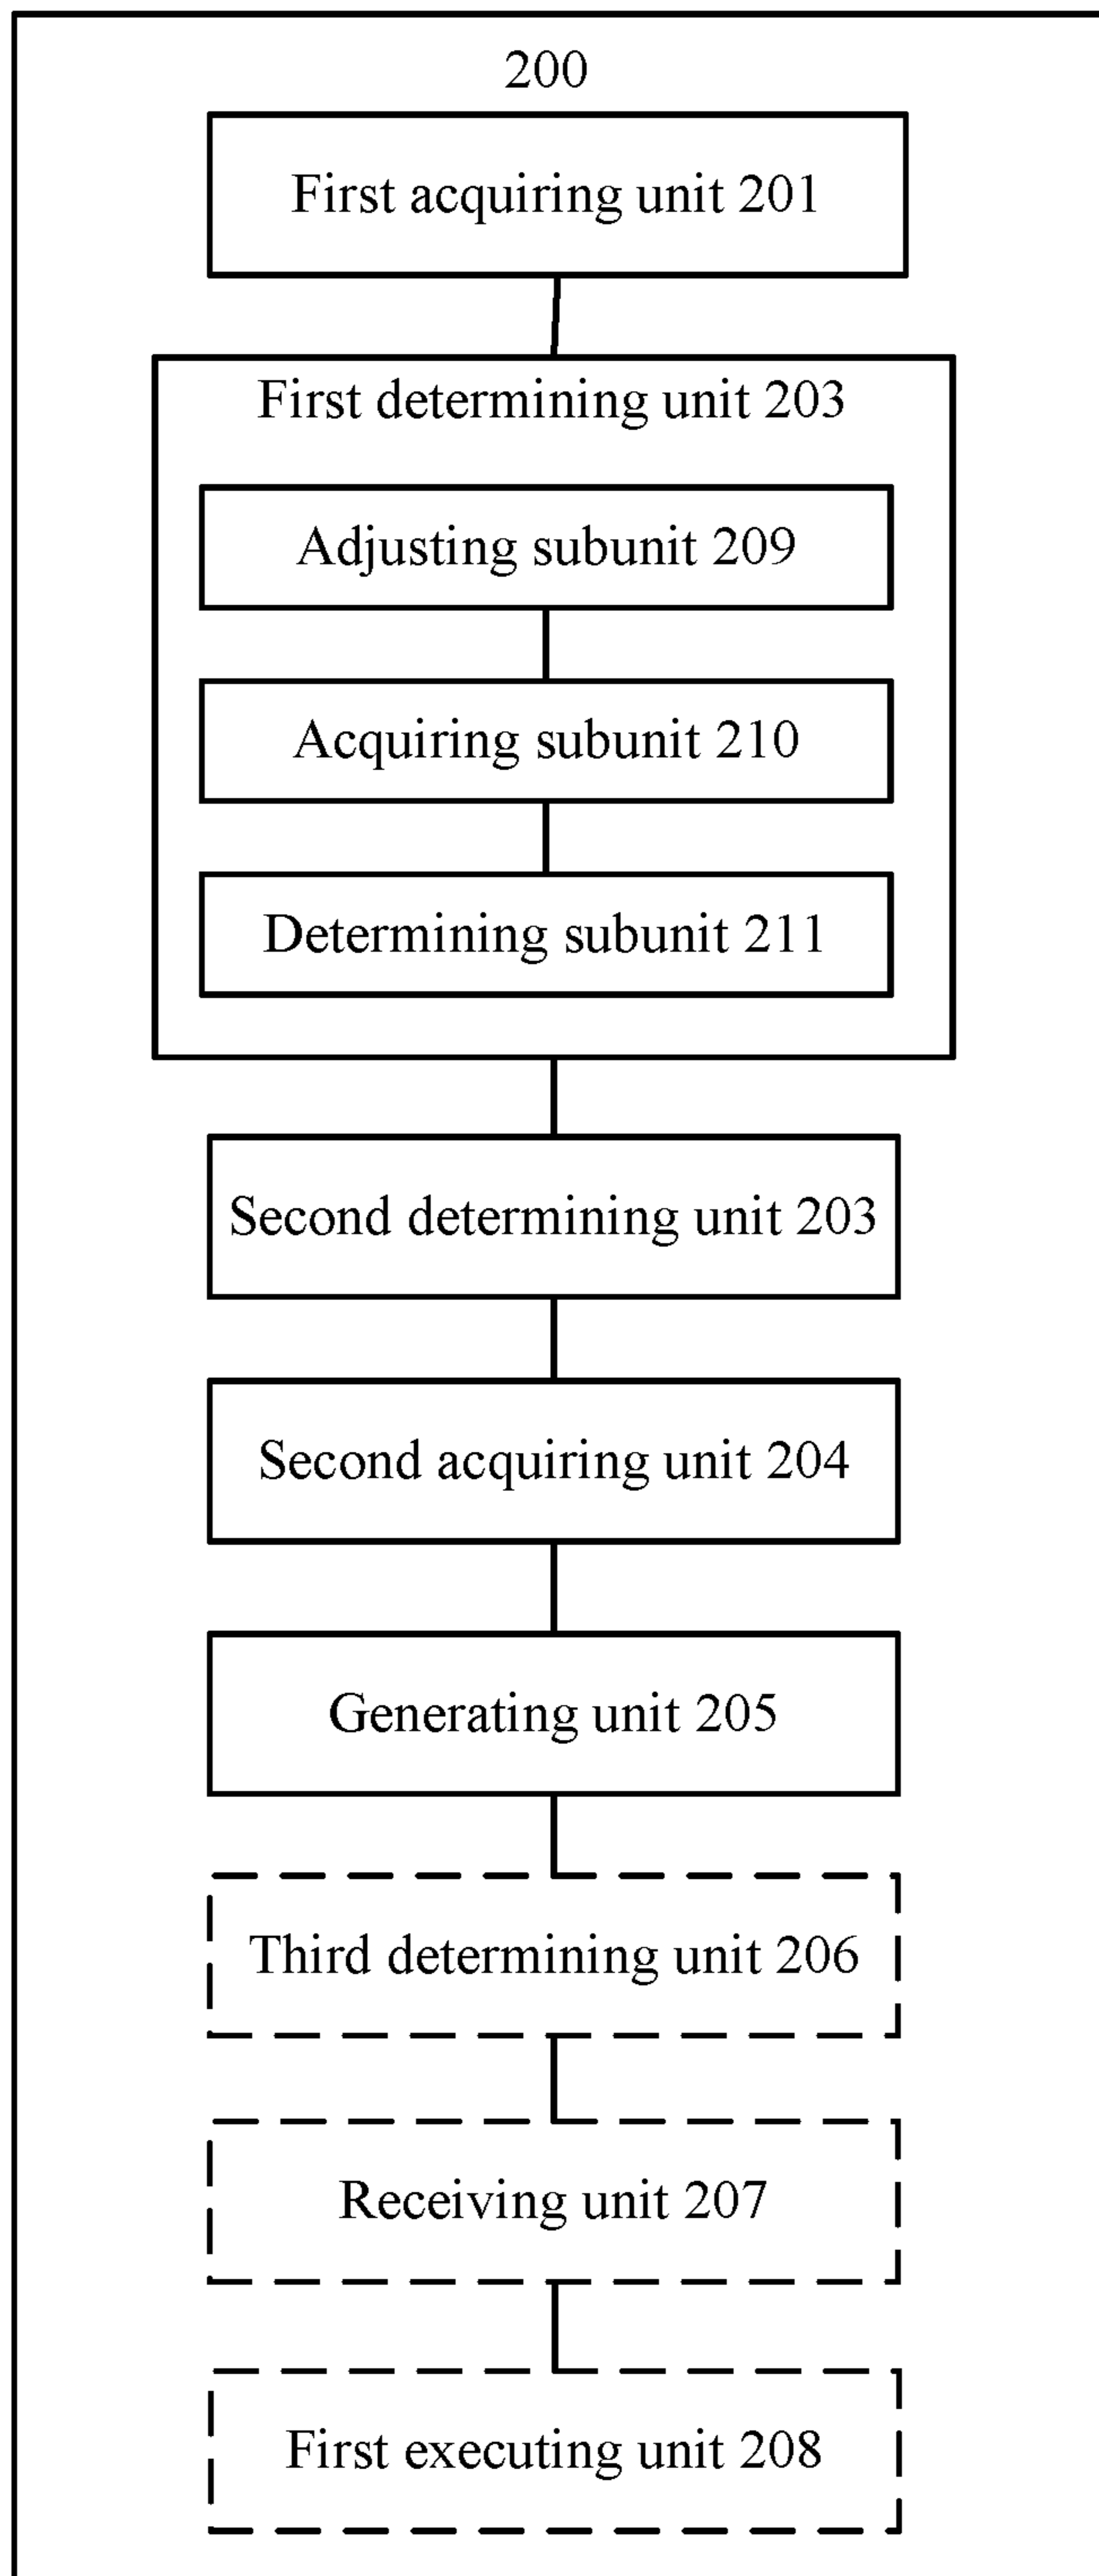 200
First acquiring unit 201
First determining unit 203
Adjusting subunit 209
Acquiring subunit 210
Determining subunit 211
Second determining unit 203
Second acquiring unit 204
Generating unit 205
Third determining unit 206
Receiving unit 207
First executing unit 208